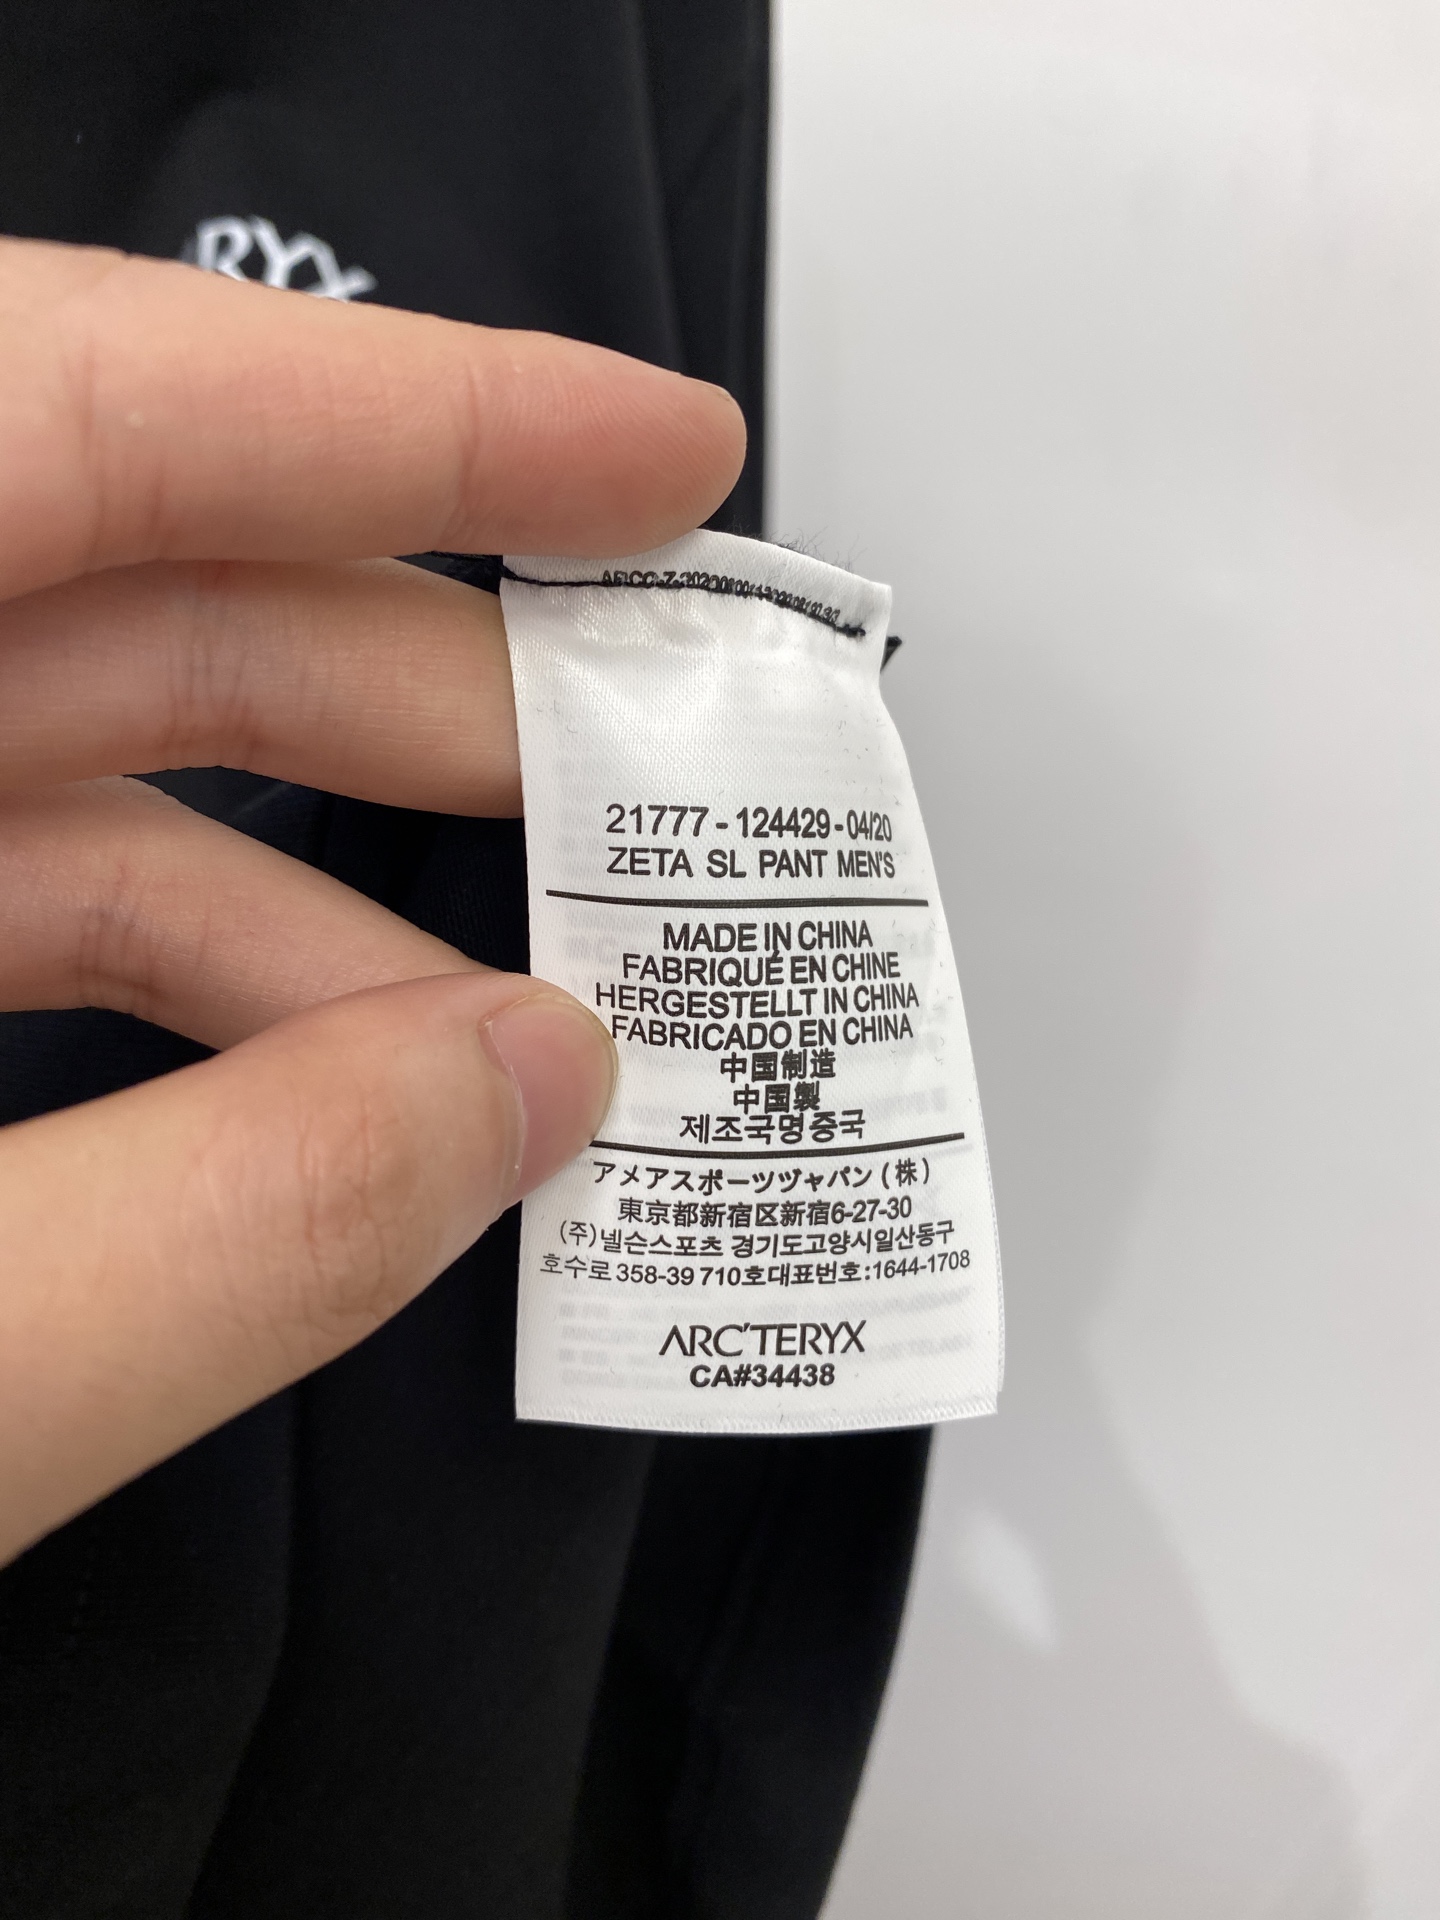 RYX
21777 - 124429 - 04/20
ZETA SL PANT MEN'S
MADE IN CHINA
FABRIQUÉ EN CHINE
HERGESTELLT IN CHINA
FABRICADO EN CHINA
中国制造
中国製
제조국명중국
アメアスポーツヅャパン (株)
東京都新宿区新宿6-27-30
(주)넬슨스포츠 경기도고양시일산동구
호수로 358-39 710호대표번호:1644-1708
ARC'TERYX
CA#34438